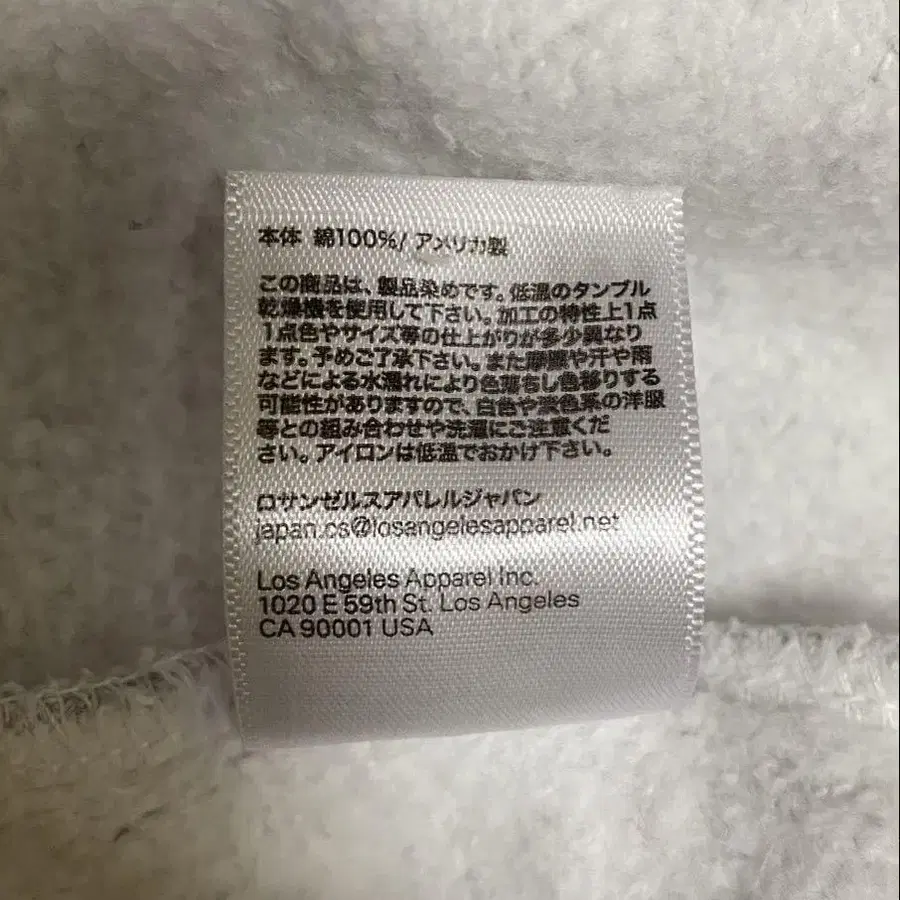 本体 綿100%/ アメリカ製
この商品は、製品染めです。低温のタンブル
乾燥機を使用して下さい。加工の特性上1点
1点色やサイズ等の仕上がりが多少異なり
ます。予めご了承下さい。また摩擦や汗や雨
などによる水濡れにより色落ちし色移りする
可能性がありますので、白色や淡色系の洋服
等との組み合わせや洗濯にご注意くだ
さい。アイロンは低温でおかけ下さい。
ロサンゼルスアパレルジャパン
japan.cs@losangelesapparel.net
Los Angeles Apparel Inc.
1020 E 59th St. Los Angeles
CA 90001 USA